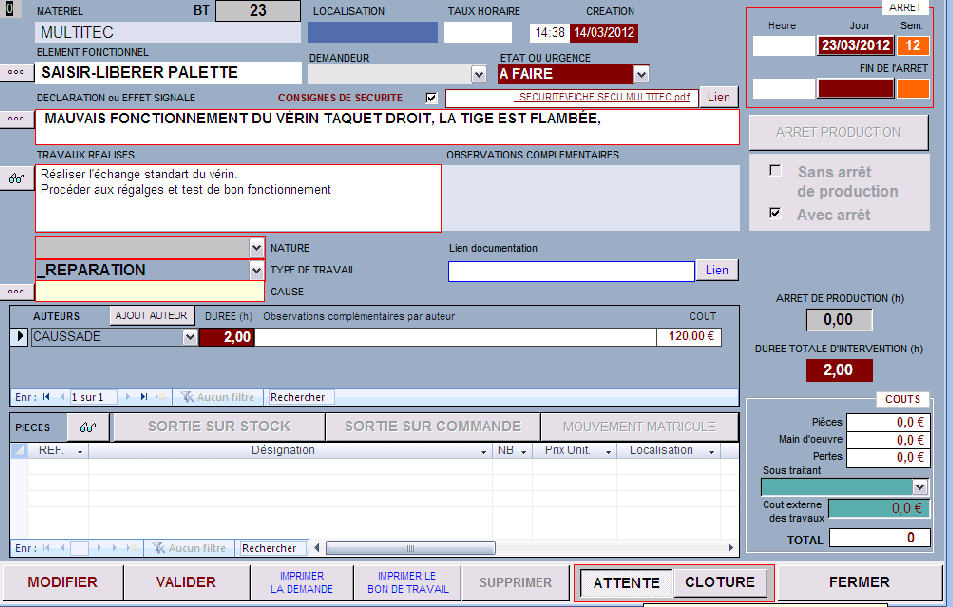 0
MATERIEL BT 23 LOCALISATION TAUX HORAIRE CREATION ARRET
MULTITEC 14:38 14/03/2012 Heure Jour Sem.
23/03/2012 12
ELEMENT FONCTIONNEL DEMANDEUR ETAT OU URGENCE
SAISIR-LIBERER PALETTE A FAIRE FIN DE l'ARRET
DECLARATION ou EFFET SIGNALE CONSIGNES DE SECURITE _SECURITE\FICHE SECU MULTITEC.pdf Lien
MAUVAIS FONCTIONNEMENT DU VÉRIN TAQUET DROIT, LA TIGE EST FLAMBÉE,
ARRET PRODUCTION
TRAVAUX REALISES OBSERVATIONS COMPLEMENTAIRES
Réaliser l'échange standart du vérin.
Procéder aux régalges et test de bon fonctionnement
Sans arrêt
de production
Avec arrêt
NATURE Lien documentation
_REPARATION TYPE DE TRAVAIL Lien
CAUSE
ARRET DE PRODUCTION (h)
0,00
AUTEURS AJOUT AUTEUR DUREE (h) Observations complémentaires par auteur COUT
CAUSSADE 2,00 120.00 €
DUREE TOTALE D'INTERVENTION (h)
2,00
Enr : 1 sur 1 Aucun filtre Rechercher
COUTS
PIECES SORTIE SUR STOCK SORTIE SUR COMMANDE MOUVEMENT MATRICULE
REF. Désignation NB Prix Unit. Localisation
Pièces 0,0 €
Main d'oeuvre 0,0 €
Pertes 0,0 €
Sous traitant
Cout externe
des travaux 0,0 €
TOTAL 0
Enr : Aucun filtre Rechercher
MODIFIER VALIDER IMPRIMER
LA DEMANDE
IMPRIMER LE
BON DE TRAVAIL
SUPPRIMER ATTENTE CLOTURE FERMER